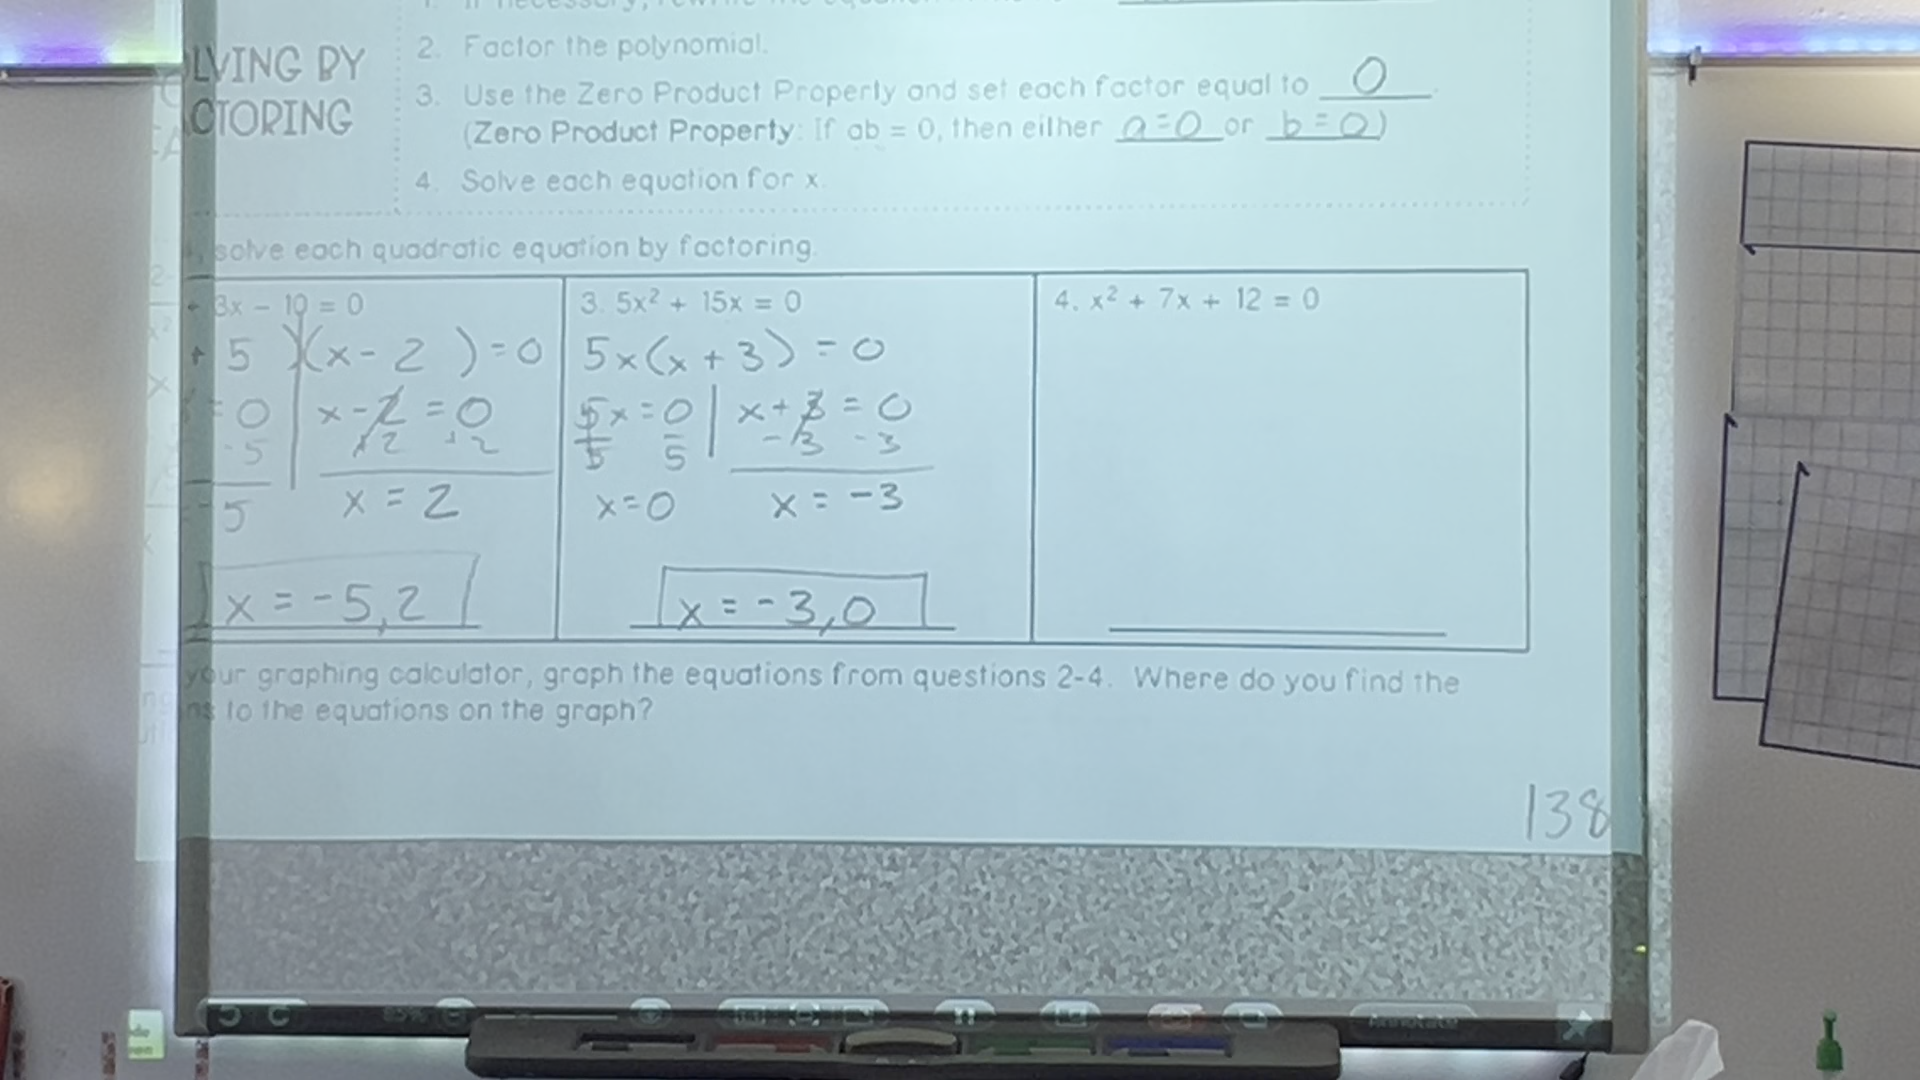 LVING BY
CTORING
2. Factor the polynomial.
3. Use the Zero Product Property and set each factor equal to 0
(Zero Product Property: If ab = 0, then either a=0 or b=0)
4. Solve each equation for x.
solve each quadratic equation by factoring.
3x - 10 = 0
+ 5 )(x - 2 ) = 0
= 0 | x - 2 = 0
- 5 +2 +2
-5 x = 2
x = -5,2
3. 5x² + 15x = 0
5x(x + 3) = 0
5x = 0 | x + 3 = 0
5 5 - 3 - 3
x=0 x = -3
x = -3,0
4. x² + 7x + 12 = 0
your graphing calculator, graph the equations from questions 2-4. Where do you find the
ns to the equations on the graph?
138